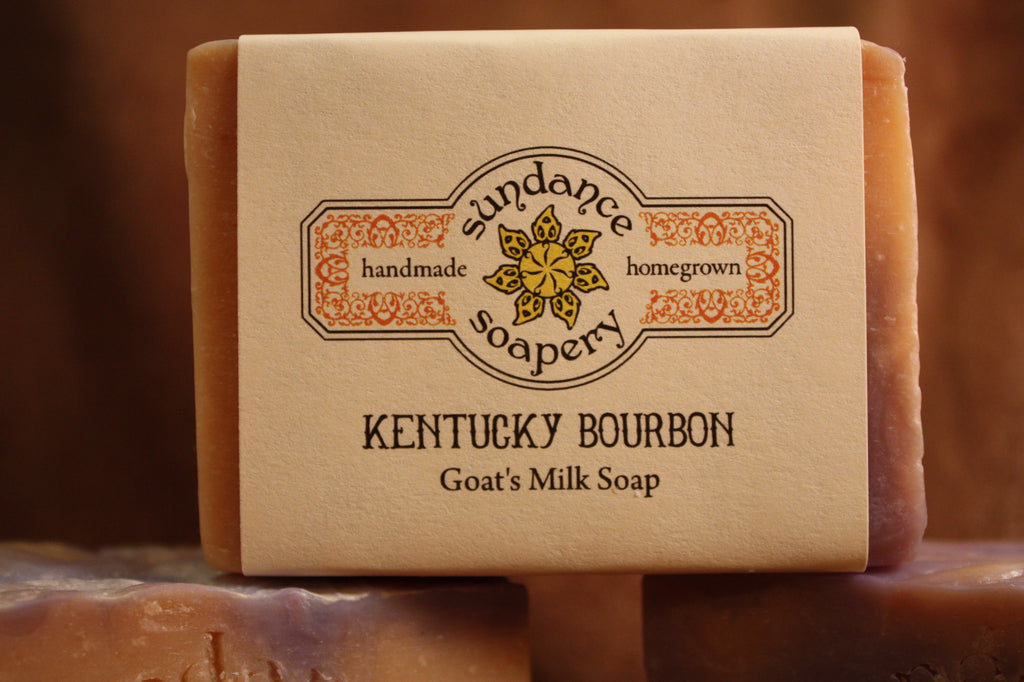 sundance
handmade
homegrown
soapery
KENTUCKY BOURBON
Goat's Milk Soap